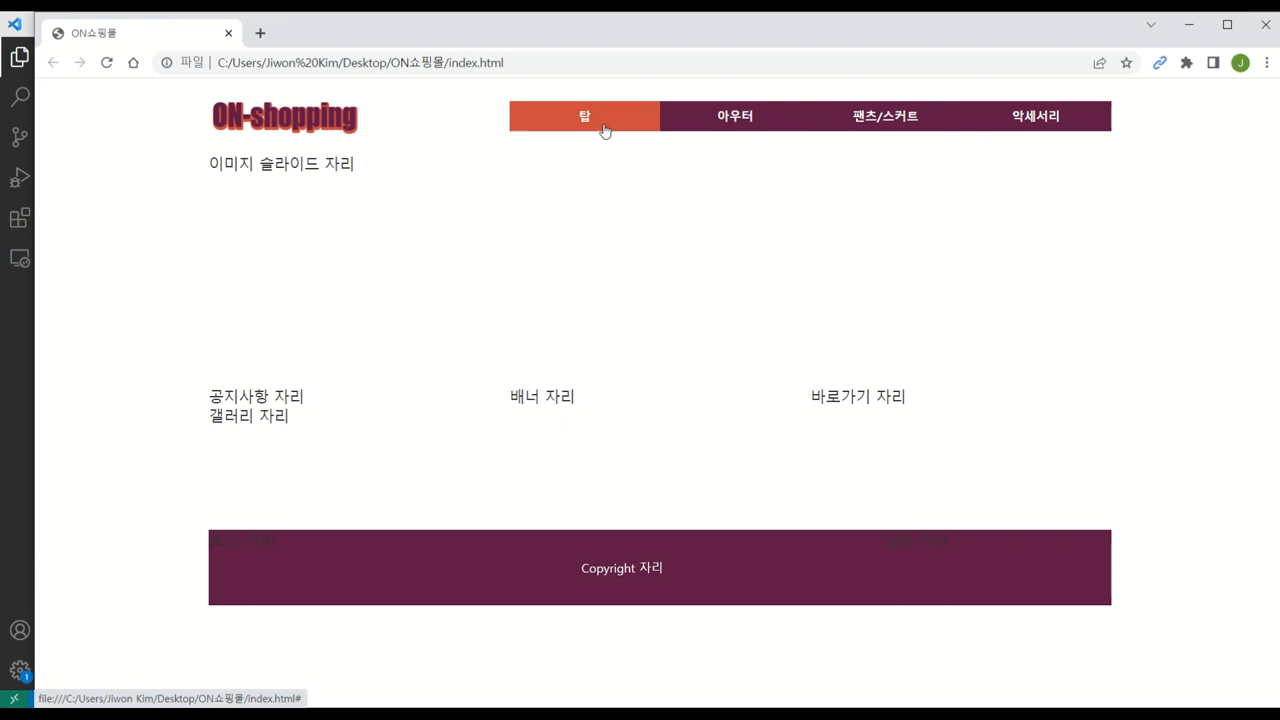 ON쇼핑몰
파일
C:/Users/Jiwon%20Kim/Desktop/ON쇼핑몰/index.html
J
ON-shopping
탑
아우터
팬츠/스커트
악세서리
이미지 슬라이드 자리
공지사항 자리
배너 자리
바로가기 자리
갤러리 자리
Copyright 자리
1
file:///C:/Users/Jiwon Kim/Desktop/ON쇼핑몰/index.html#